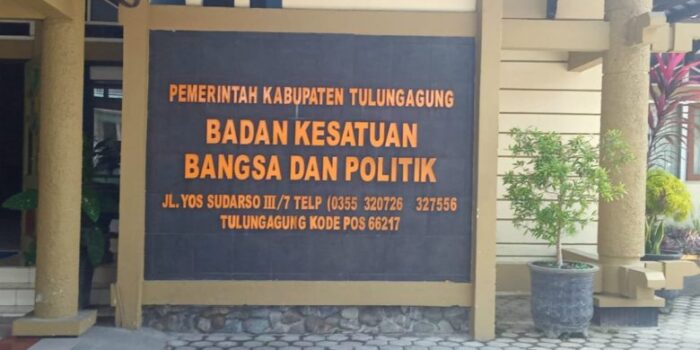 PEMERINTAH KABUPATEN TULUNGAGUNG
BADAN KESATUAN
BANGSA DAN POLITIK
JL. YOS SUDARSO III/7 TELP (0355 320726 327556
TULUNGAGUNG KODE POS 66217